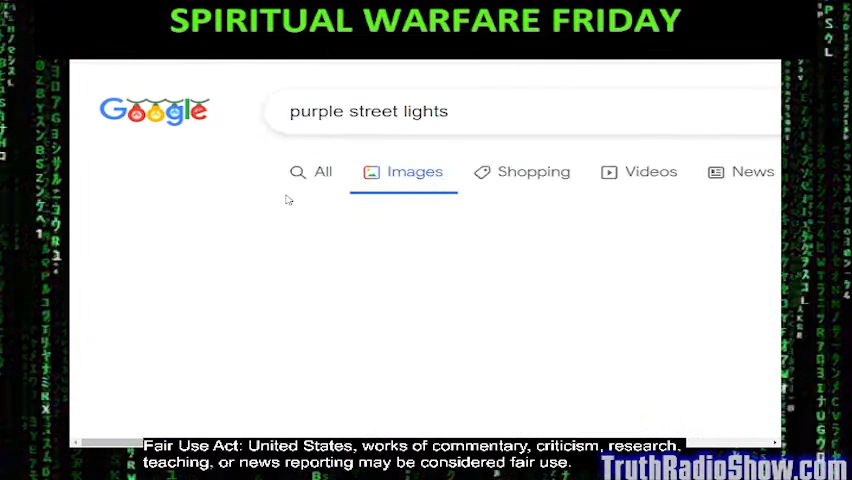 SPIRITUAL WARFARE FRIDAY
Google
purple street lights
All Images Shopping Videos News
Fair Use Act: United States, works of commentary, criticism, research,
teaching, or news reporting may be considered fair use.
TruthRadioShow.com